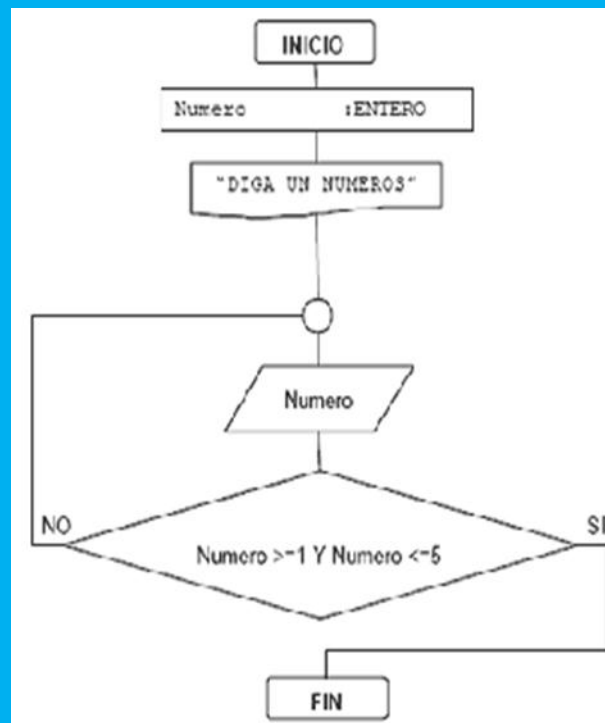 INICIO
Numero :ENTERO
"DIGA UN NUMEROS"
Numero
NO
SI
Numero >=1 Y Numero <=5
FIN